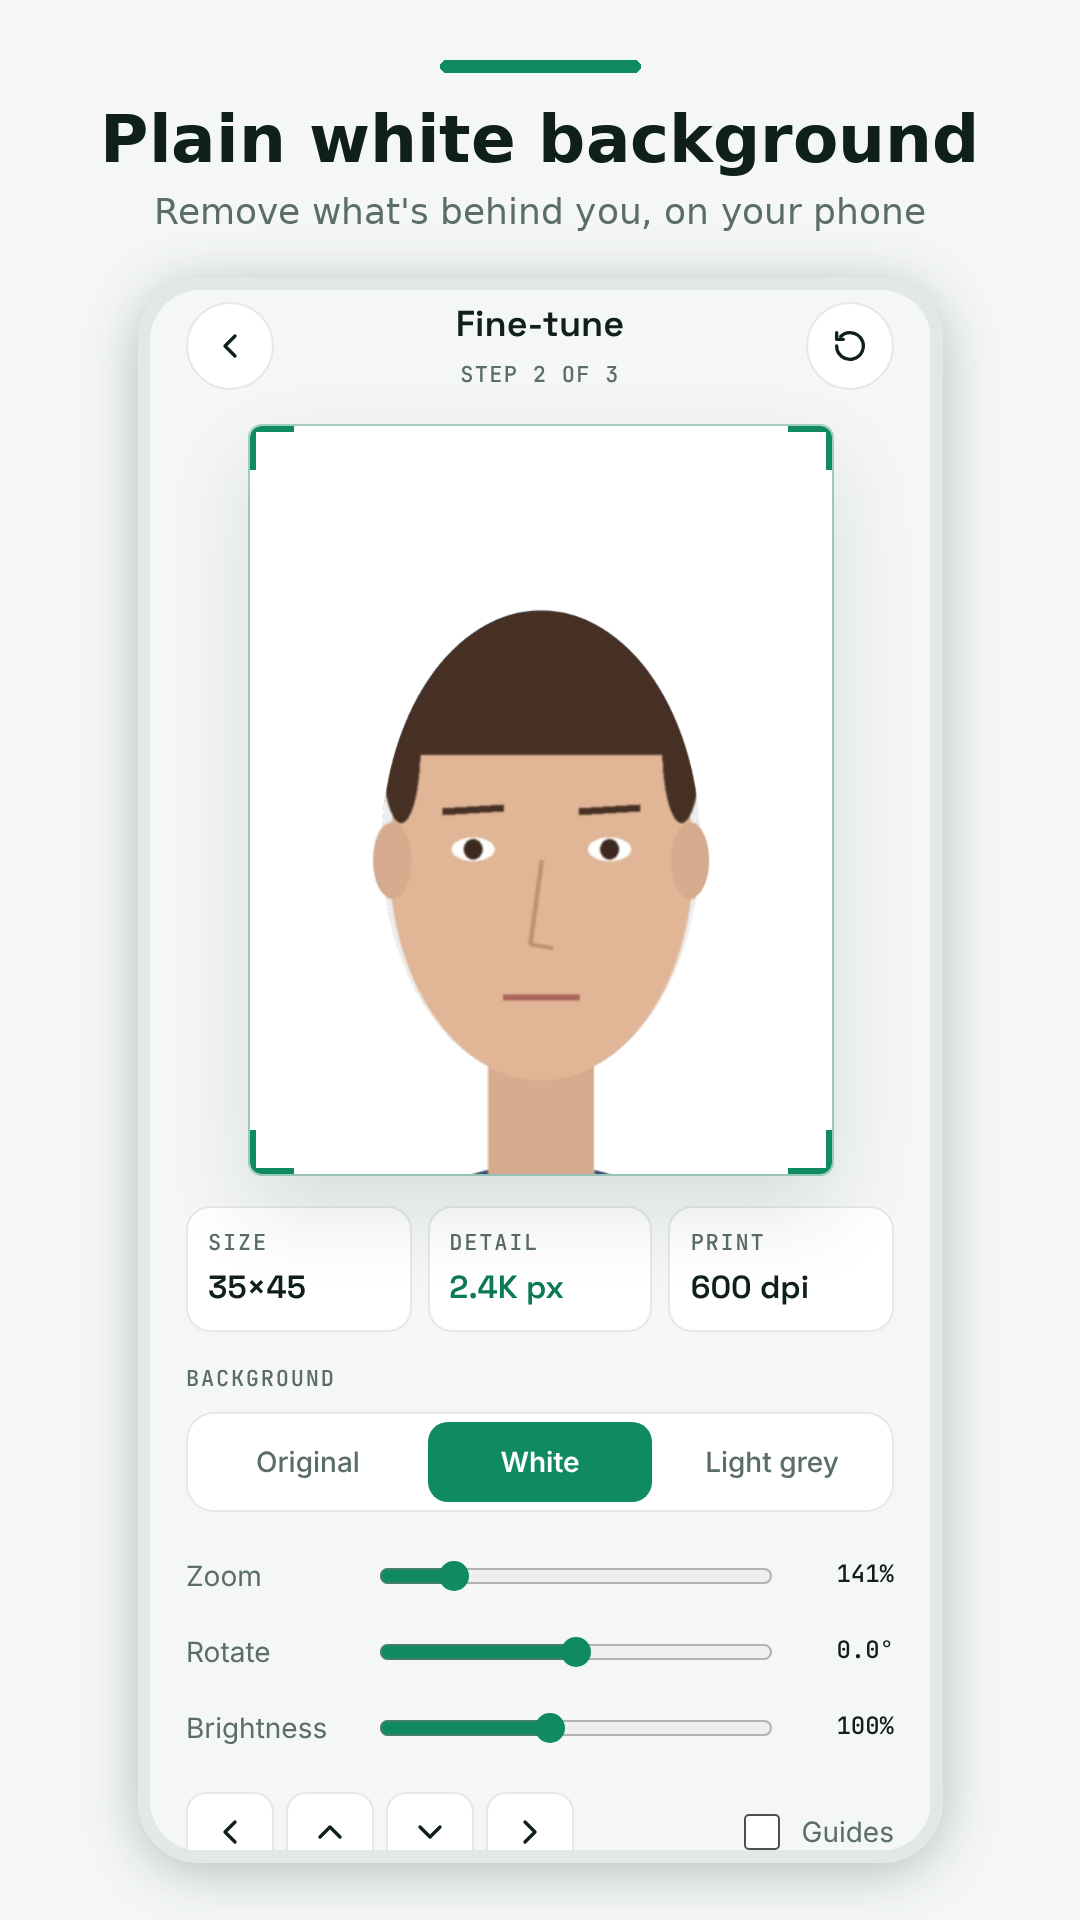 Plain white background
Remove what's behind you, on your phone
Fine-tune
STEP 2 OF 3
SIZE
35×45
DETAIL
2.4K px
PRINT
600 dpi
BACKGROUND
Original
White
Light grey
Zoom
141%
Rotate
0.0°
Brightness
100%
Guides